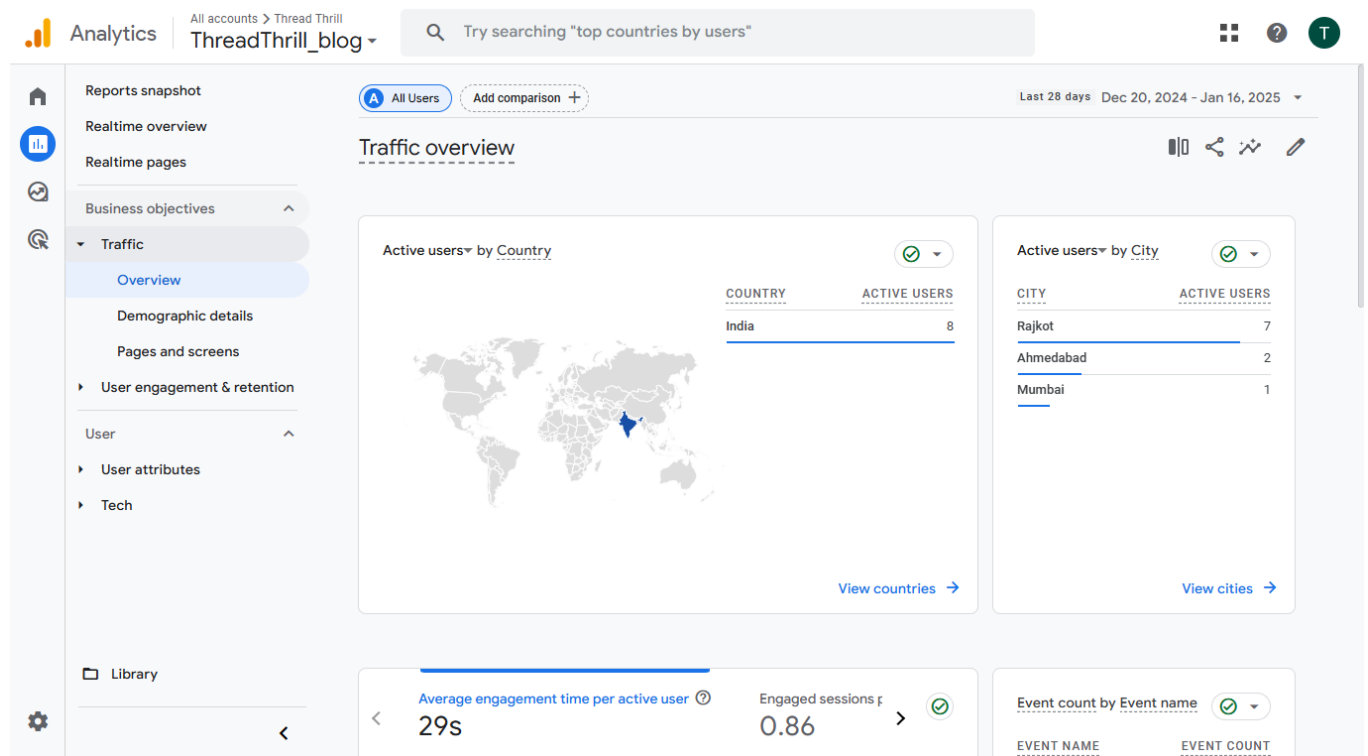 Analytics
All accounts > Thread Thrill
ThreadThrill_blog
Try searching "top countries by users"
T
Reports snapshot
Realtime overview
Realtime pages
Business objectives
Traffic
Overview
Demographic details
Pages and screens
User engagement & retention
User
User attributes
Tech
Library
A All Users
Add comparison +
Last 28 days Dec 20, 2024 - Jan 16, 2025
Traffic overview
Active users by Country
COUNTRY ACTIVE USERS
India 8
View countries
Active users by City
CITY ACTIVE USERS
Rajkot 7
Ahmedabad 2
Mumbai 1
View cities
Average engagement time per active user
29s
Engaged sessions p
0.86
Event count by Event name
EVENT NAME EVENT COUNT